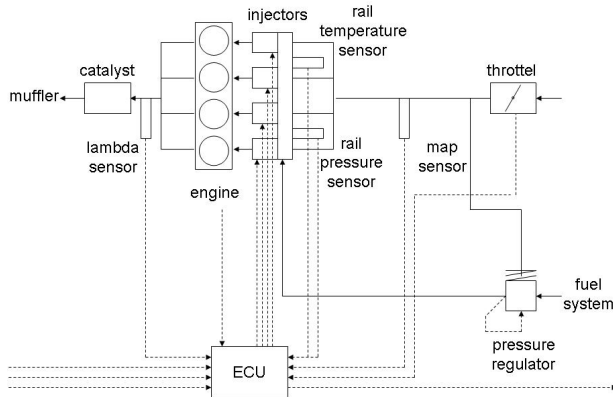 injectors
rail
temperature
sensor
catalyst
throttel
muffler
lambda
sensor
rail
pressure
sensor
map
sensor
engine
fuel
system
pressure
regulator
ECU